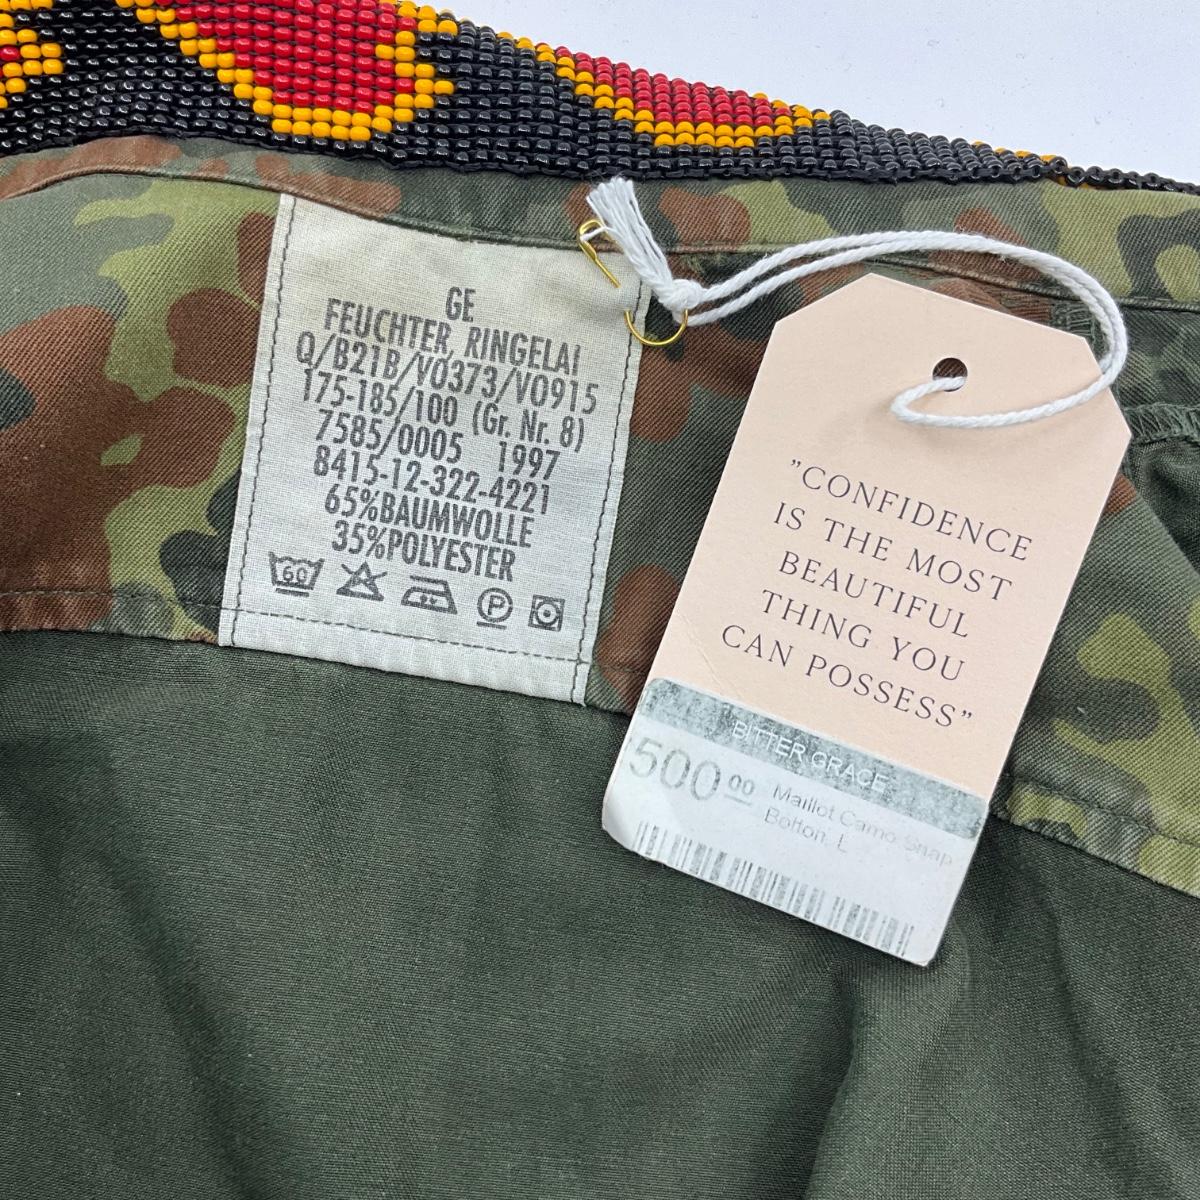 GE
FEUCHTER, RINGELAI
Q/B21B/V0373/V0915
175-185/100 (Gr. Nr. 8)
7585/0005 1997
8415-12-322-4221
65%BAUMWOLLE
35%POLYESTER
60
P
"CONFIDENCE
IS THE MOST
BEAUTIFUL
THING YOU
CAN POSSESS"
BITTER GRACE
500 00
Maillot Camo Snap
Botton, L